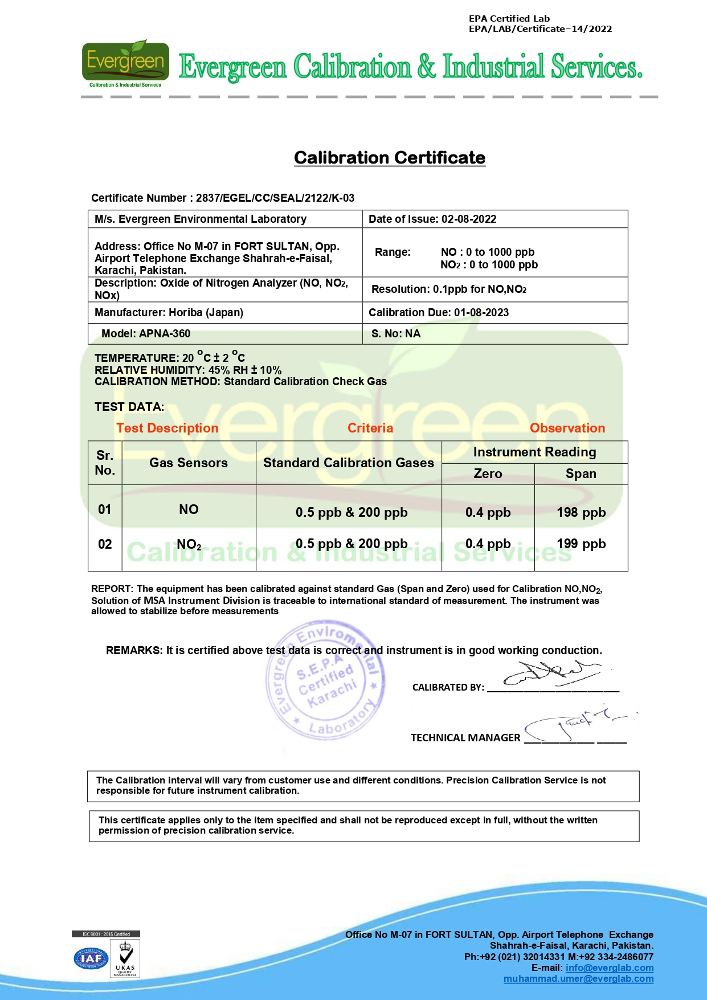 EPA Certified Lab
EPA/LAB/Certificate–14/2022
Evergreen
Calibration & Industrial Services
Evergreen Calibration & Industrial Services.
Calibration Certificate
Certificate Number : 2837/EGEL/CC/SEAL/2122/K-03
M/s. Evergreen Environmental Laboratory
Date of Issue: 02-08-2022
Address: Office No M-07 in FORT SULTAN, Opp.
Airport Telephone Exchange Shahrah-e-Faisal,
Karachi, Pakistan.
Range: NO : 0 to 1000 ppb
NO₂ : 0 to 1000 ppb
Description: Oxide of Nitrogen Analyzer (NO, NO₂,
NOx)
Resolution: 0.1ppb for NO,NO₂
Manufacturer: Horiba (Japan)
Calibration Due: 01-08-2023
Model: APNA-360
S. No: NA
TEMPERATURE: 20 ᴼC ± 2 ᴼC
RELATIVE HUMIDITY: 45% RH ± 10%
CALIBRATION METHOD: Standard Calibration Check Gas
TEST DATA:
Test Description Criteria Observation
Sr.
No.
Gas Sensors
Standard Calibration Gases
Instrument Reading
Zero
Span
01 NO 0.5 ppb & 200 ppb 0.4 ppb 198 ppb
02 NO₂ 0.5 ppb & 200 ppb 0.4 ppb 199 ppb
Evergreen
Calibration & Industrial Services
REPORT: The equipment has been calibrated against standard Gas (Span and Zero) used for Calibration NO,NO₂,
Solution of MSA Instrument Division is traceable to international standard of measurement. The instrument was
allowed to stabilize before measurements
REMARKS: It is certified above test data is correct and instrument is in good working conduction.
Evergreen Enviromental
Laboratory
S.E.P.A
Certified
Karachi
CALIBRATED BY:
TECHNICAL MANAGER
The Calibration interval will vary from customer use and different conditions. Precision Calibration Service is not
responsible for future instrument calibration.
This certificate applies only to the item specified and shall not be reproduced except in full, without the written
permission of precision calibration service.
ISO 9001 : 2015 Certified
IAF
UKAS
QUALITY
MANAGEMENT
Office No M-07 in FORT SULTAN, Opp. Airport Telephone Exchange
Shahrah-e-Faisal, Karachi, Pakistan.
Ph:+92 (021) 32014331 M:+92 334-2486077
E-mail: info@everglab.com
muhammad.umer@everglab.com